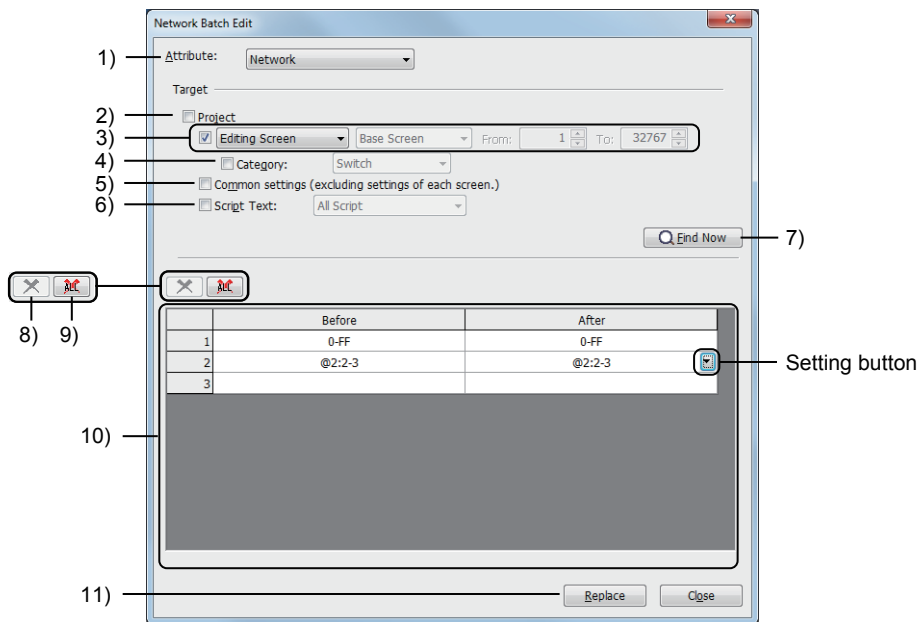 Network Batch Edit
1) Attribute: Network
Target
2) Project
3) Editing Screen Base Screen From: 1 To: 32767
4) Category: Switch
5) Common settings (excluding settings of each screen.)
6) Script Text: All Script
Find Now 7)
ALL ALL
8) 9)
Before After
1 0-FF 0-FF
2 @2:2-3 @2:2-3 Setting button
3
10)
11) Replace Close